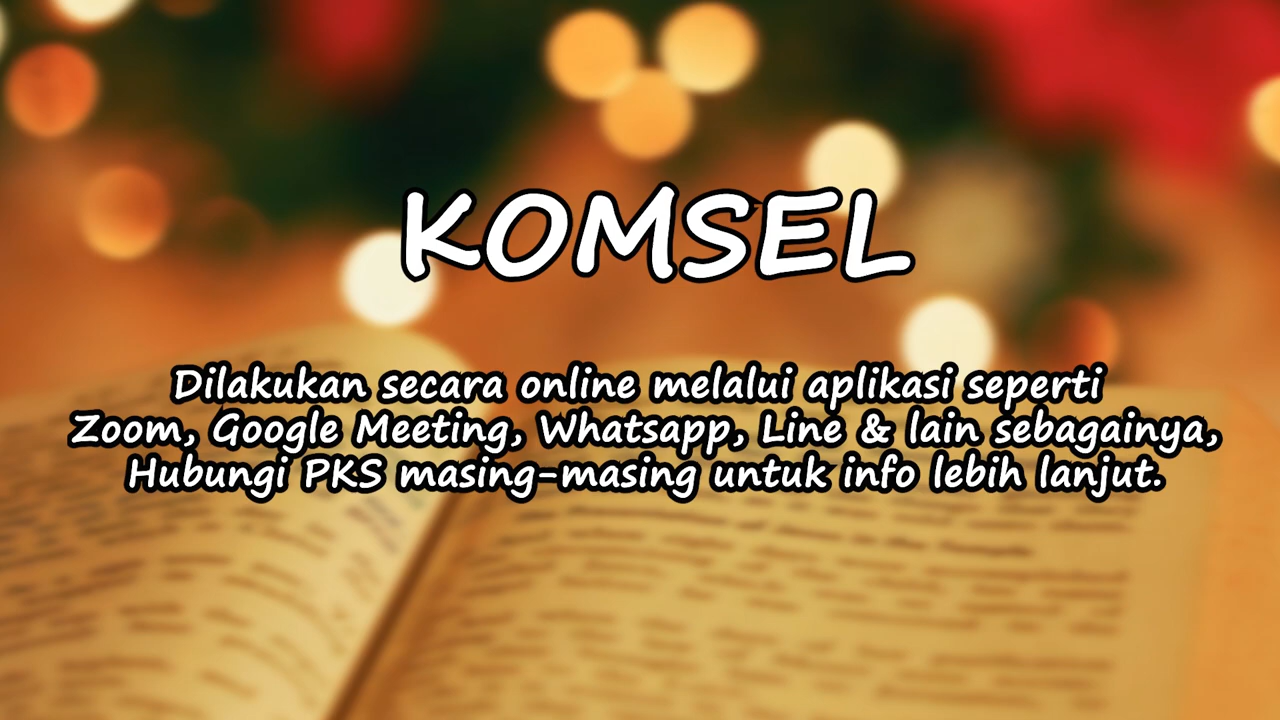 KOMSEL
Dilakukan secara online melalui aplikasi seperti
Zoom, Google Meeting, Whatsapp, Line & lain sebagainya,
Hubungi PKS masing-masing untuk info lebih lanjut.